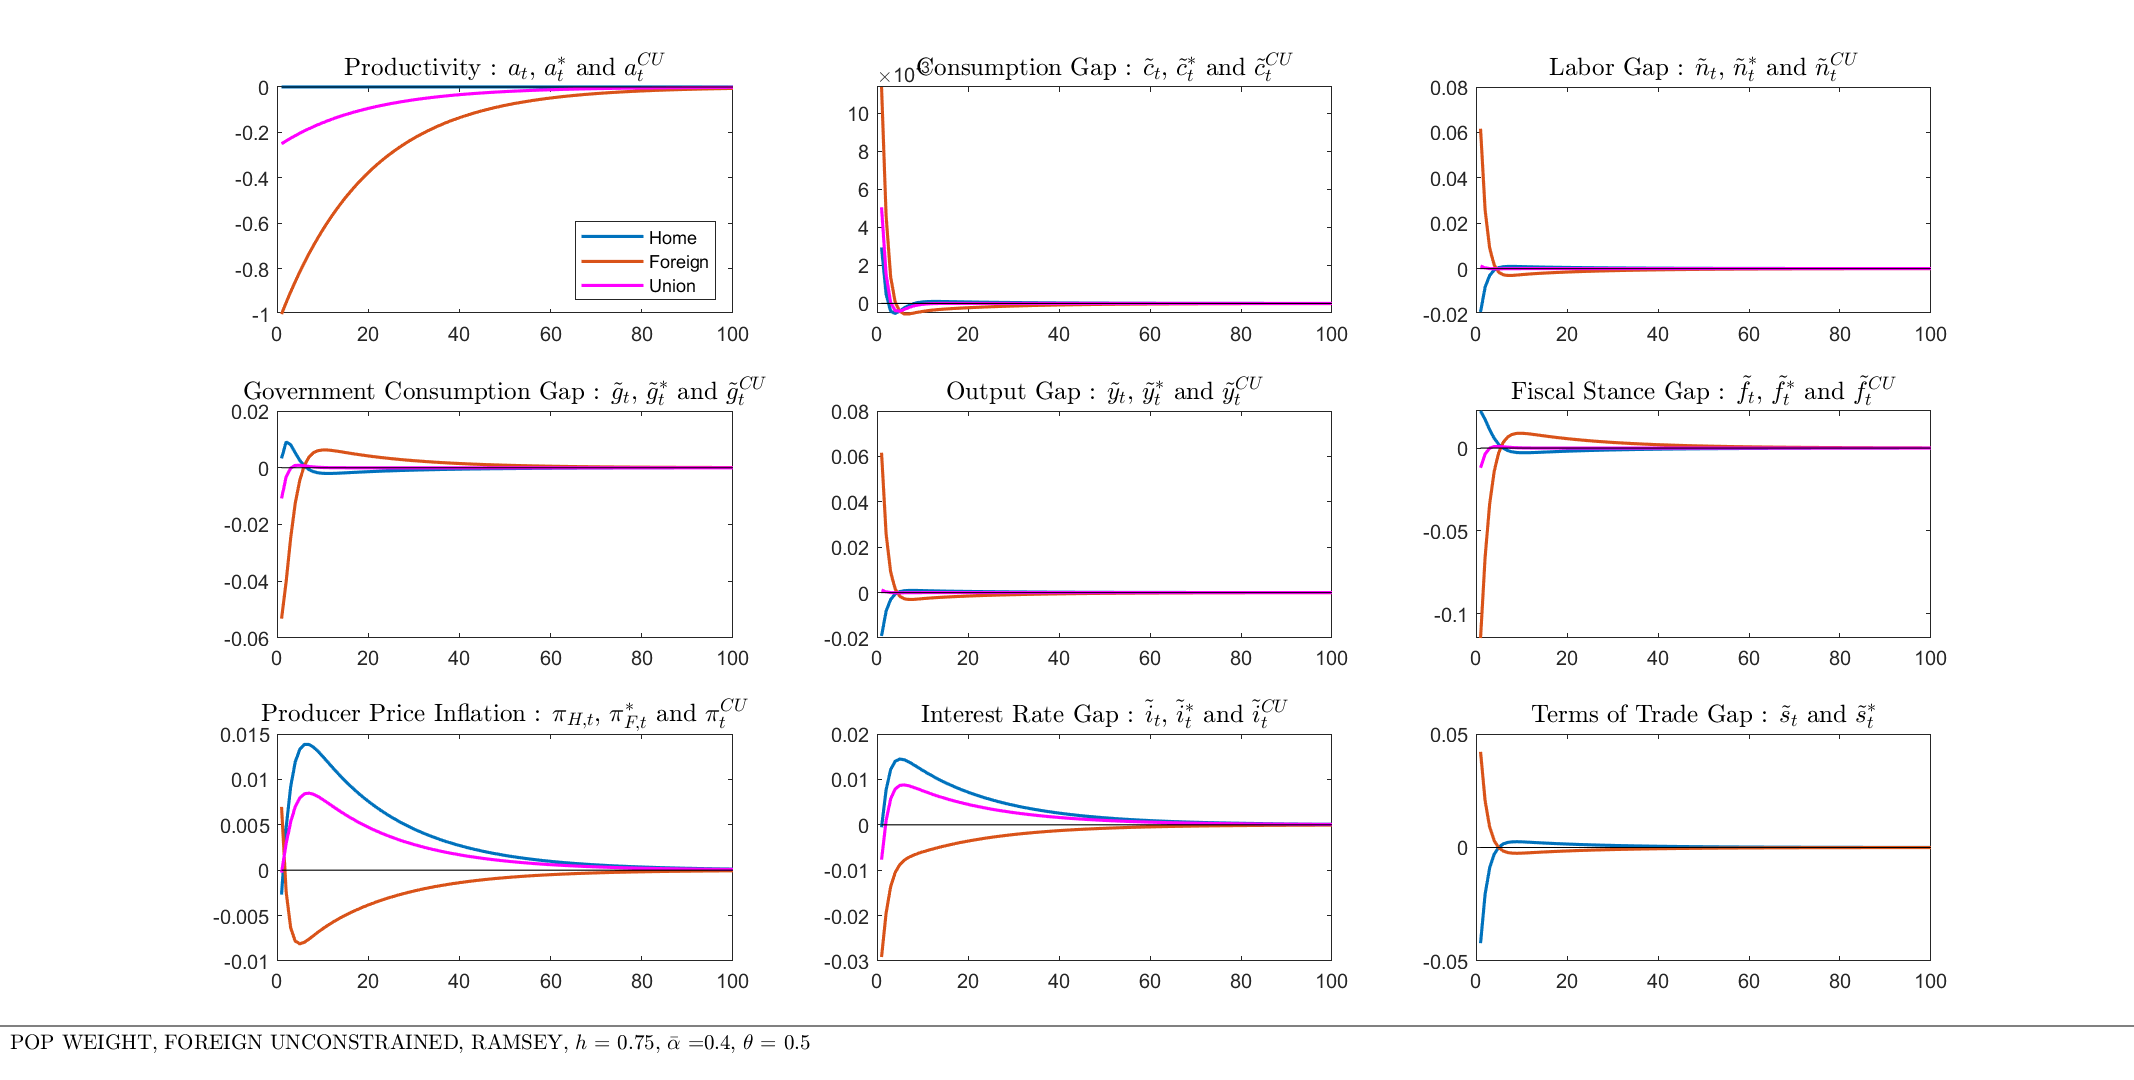 Productivity : a_t, a_t^* and a_t^{CU}
0
-0.2
-0.4
-0.6
-0.8
-1
0 20 40 60 80 100
Home
Foreign
Union
×10
Consumption Gap : c̃_t, c̃_t^* and c̃_t^{CU}
10
8
6
4
2
0
0 20 40 60 80 100
Labor Gap : ñ_t, ñ_t^* and ñ_t^{CU}
0.08
0.06
0.04
0.02
0
-0.02
0 20 40 60 80 100
Government Consumption Gap : g̃_t, g̃_t^* and g̃_t^{CU}
0.02
0
-0.02
-0.04
-0.06
0 20 40 60 80 100
Output Gap : ỹ_t, ỹ_t^* and ỹ_t^{CU}
0.08
0.06
0.04
0.02
0
-0.02
0 20 40 60 80 100
Fiscal Stance Gap : f̃_t, f̃_t^* and f̃_t^{CU}
0
-0.05
-0.1
0 20 40 60 80 100
Producer Price Inflation : π_{H,t}, π_{F,t}^* and π_t^{CU}
0.015
0.01
0.005
0
-0.005
-0.01
0 20 40 60 80 100
Interest Rate Gap : ĩ_t, ĩ_t^* and ĩ_t^{CU}
0.02
0.01
0
-0.01
-0.02
-0.03
0 20 40 60 80 100
Terms of Trade Gap : s̃_t and s̃_t^*
0.05
0
-0.05
0 20 40 60 80 100
POP WEIGHT, FOREIGN UNCONSTRAINED, RAMSEY, h = 0.75, ᾱ =0.4, θ = 0.5